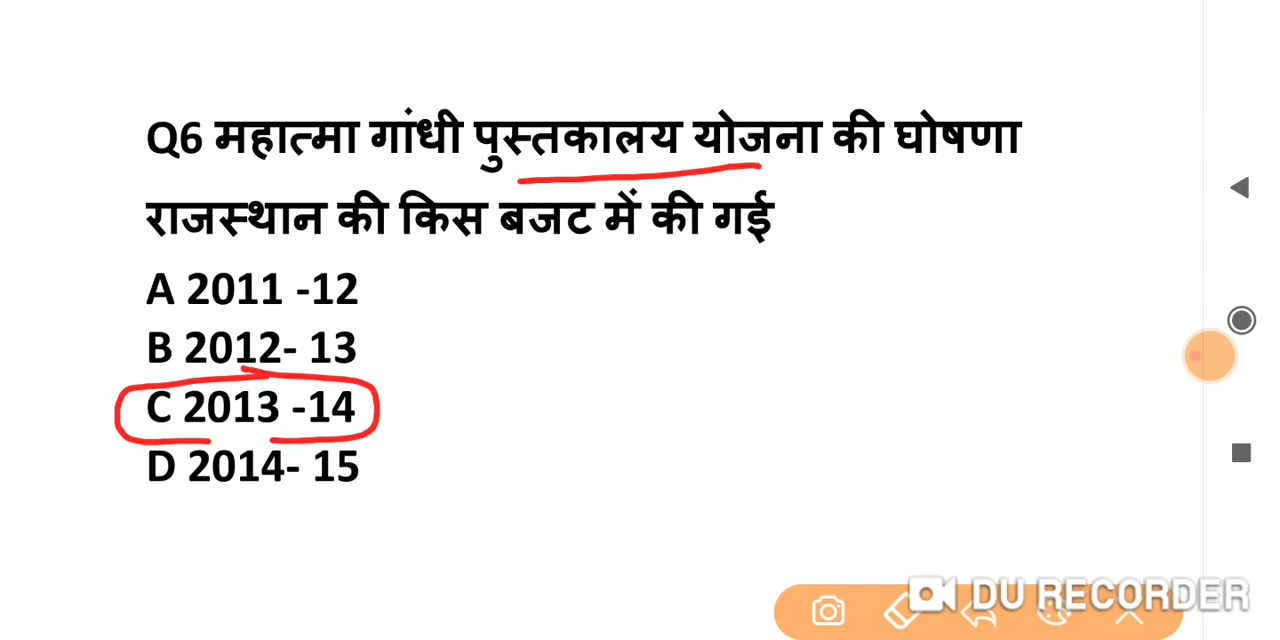 Q6 महात्मा गांधी पुस्तकालय योजना की घोषणा
राजस्थान की किस बजट में की गई
A 2011 -12
B 2012- 13
C 2013 -14
D 2014- 15
DU RECORDER